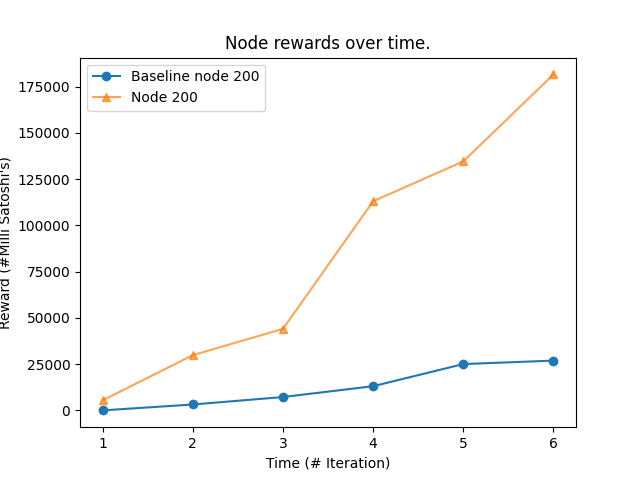 Node rewards over time.
Baseline node 200
Node 200
175000
150000
125000
100000
75000
50000
25000
0
Reward (#Milli Satoshi's)
1 2 3 4 5 6
Time (# Iteration)